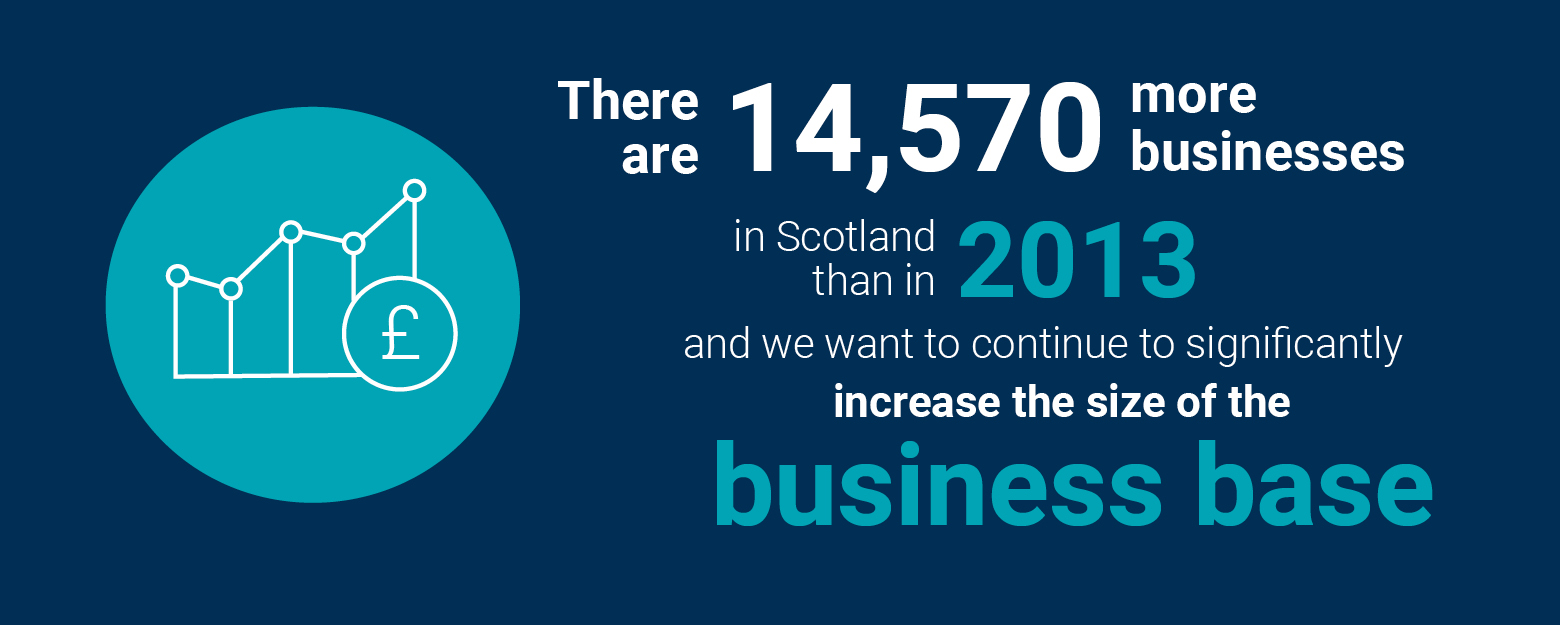 There are 14,570 more businesses
in Scotland than in 2013
and we want to continue to significantly
increase the size of the
business base
£